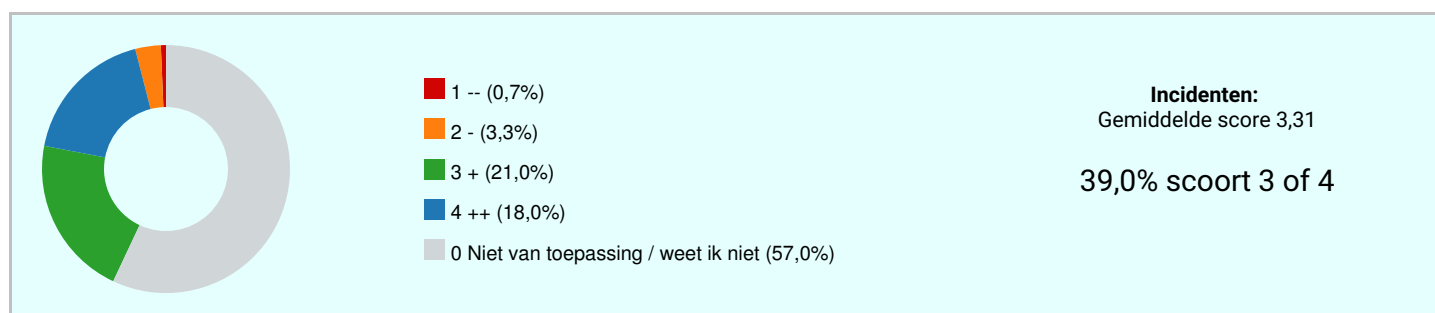 1 -- (0,7%)
2 - (3,3%)
3 + (21,0%)
4 ++ (18,0%)
0 Niet van toepassing / weet ik niet (57,0%)
Incidenten:
Gemiddelde score 3,31
39,0% scoort 3 of 4